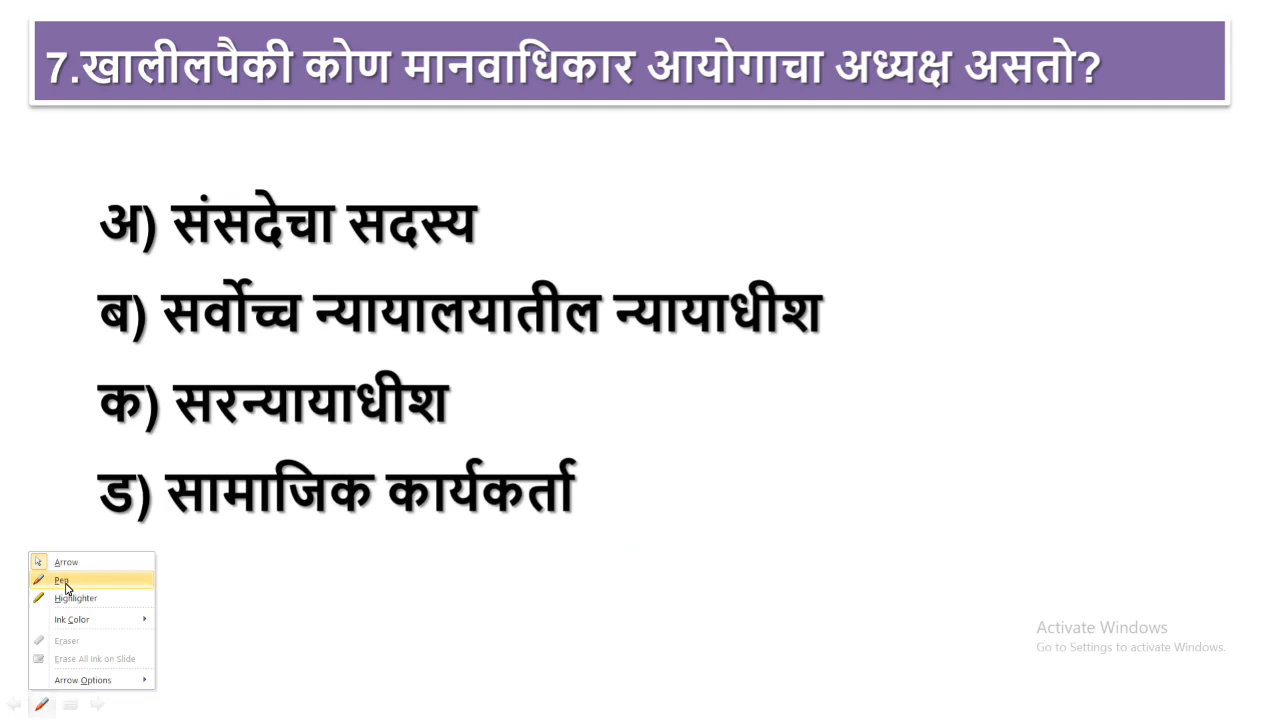 7.खालीलपैकी कोण मानवाधिकार आयोगाचा अध्यक्ष असतो?
अ) संसदेचा सदस्य
ब) सर्वोच्च न्यायालयातील न्यायाधीश
क) सरन्यायाधीश
ड) सामाजिक कार्यकर्ता
Arrow
Pen
Highlighter
Ink Color
Eraser
Erase All Ink on Slide
Arrow Options
Activate Windows
Go to Settings to activate Windows.